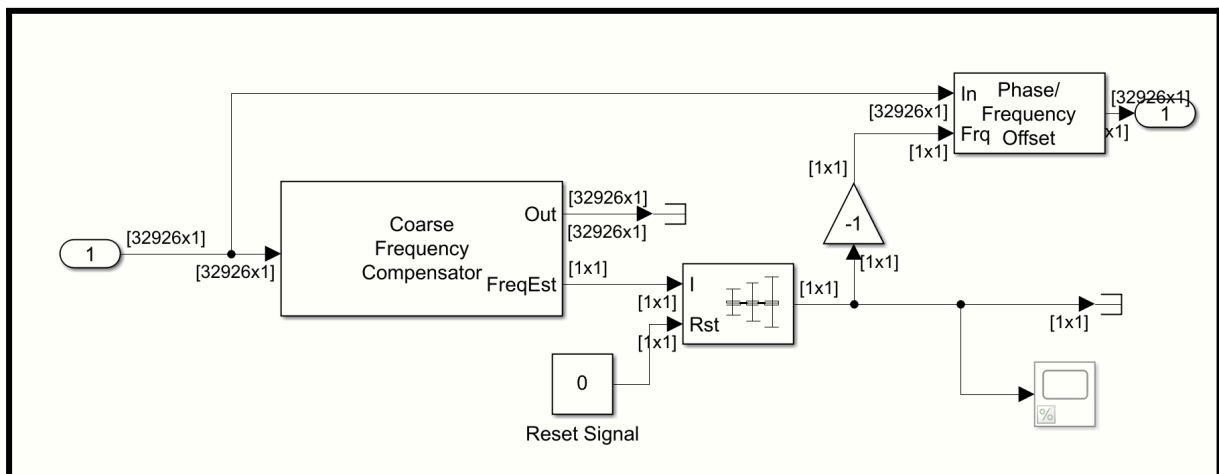 [32926x1]
In
Phase/
Frequency
Offset
Frq
[32926x1]
1
x1]
[1x1]
[1x1]
-1
[1x1]
1
[32926x1]
[32926x1]
Coarse
Frequency
Compensator
Out
FreqEst
[32926x1]
[32926x1]
[1x1]
[1x1]
I
Rst
[1x1]
[1x1]
[1x1]
0
Reset Signal
%